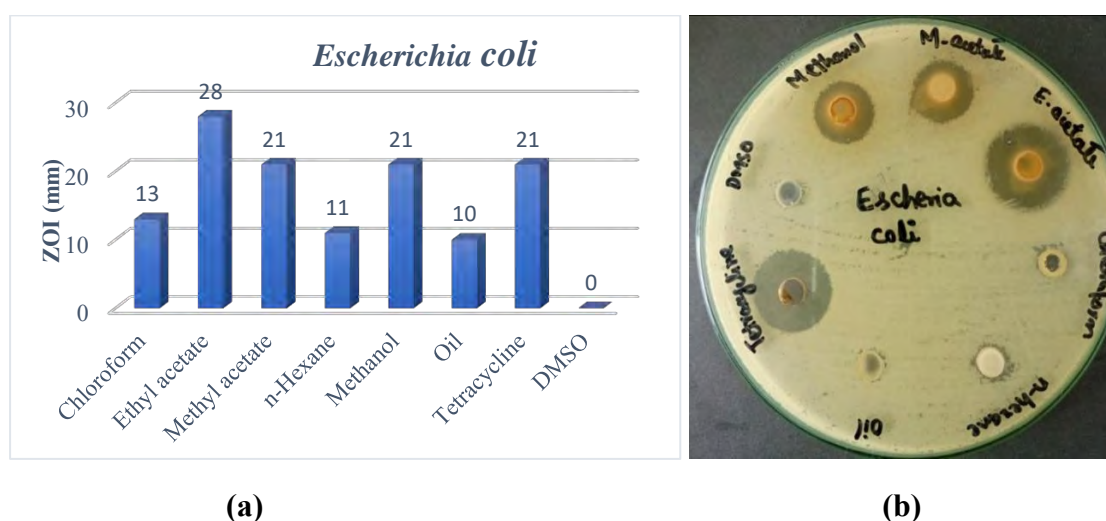 Escherichia coli
ZOI (mm)
30
20
10
0
13
28
21
11
21
10
21
0
Chloroform
Ethyl acetate
Methyl acetate
n-Hexane
Methanol
Oil
Tetracycline
DMSO
(a)
Methanol
M-acetate
E.acetate
DMSO
Escheria
coli
Chloroform
Tetracycline
Oil
n-hexane
(b)